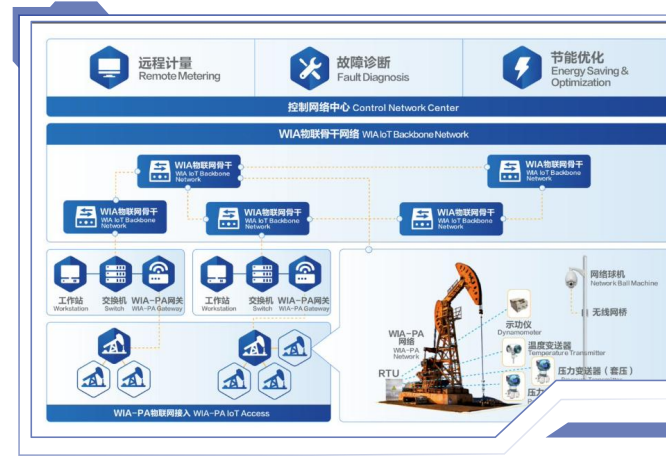 远程计量
Remote Metering
故障诊断
Fault Diagnosis
节能优化
Energy Saving &
Optimization
控制网络中心 Control Network Center
WIA物联网骨干网络 WIA IoT Backbone Network
WIA物联网骨干
WIA IoT Backbone
Network
WIA物联网骨干
WIA IoT Backbone
Network
WIA物联网骨干
WIA IoT Backbone
Network
WIA物联网骨干
WIA IoT Backbone
Network
WIA物联网骨干
WIA IoT Backbone
Network
工作站
Workstation
交换机
Switch
WIA-PA网关
WIA-PA Gateway
工作站
Workstation
交换机
Switch
WIA-PA网关
WIA-PA Gateway
网络球机
Network Ball Machine
无线网桥
示功仪
Dynamometer
WIA-PA
网络
WIA-PA
Network
温度变送器
Temperature Transmitter
RTU
压力变送器（套压）
压力
WIA-PA物联网接入 WIA-PA IoT Access